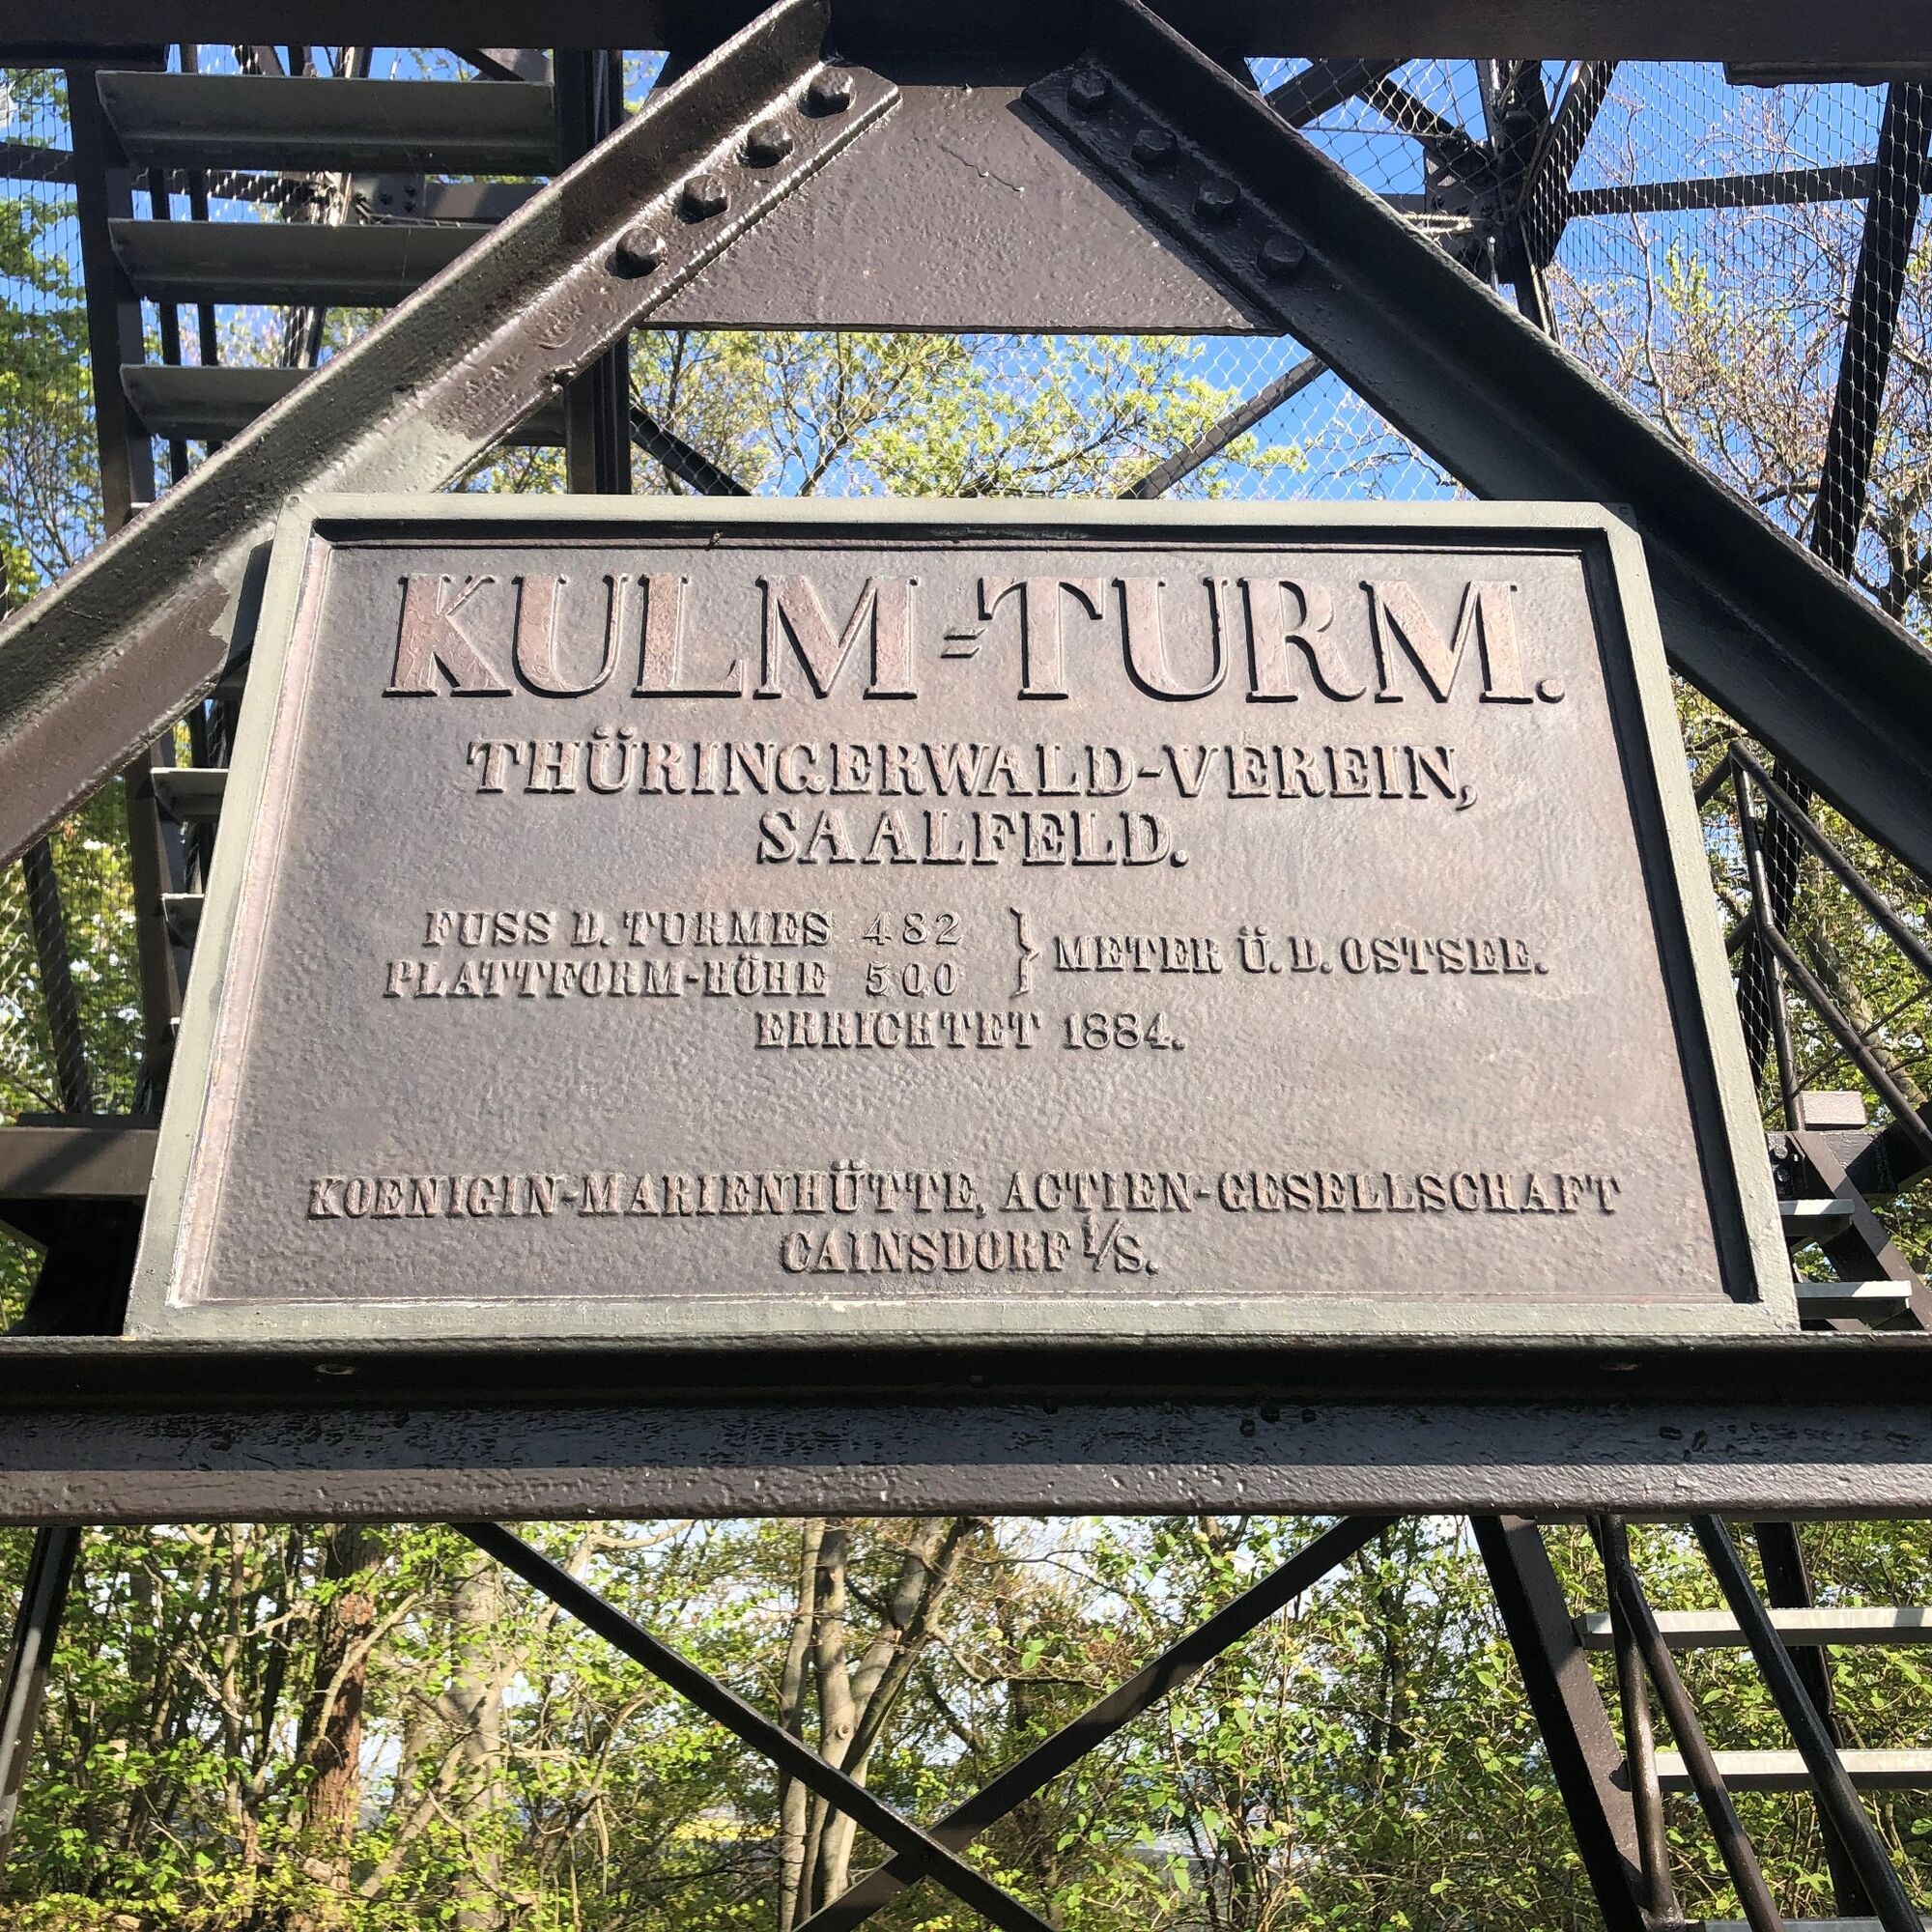 KULM=TURM.
THÜRINGERWALD-VEREIN,
SAALFELD.
FUSS D. TURMES 482
PLATTFORM-HÖHE 500 } METER Ü. D. OSTSEE.
ERRICHTET 1884.
KOENIGIN-MARIENHÜTTE, ACTIEN-GESELLSCHAFT
CAINSDORF I/S.